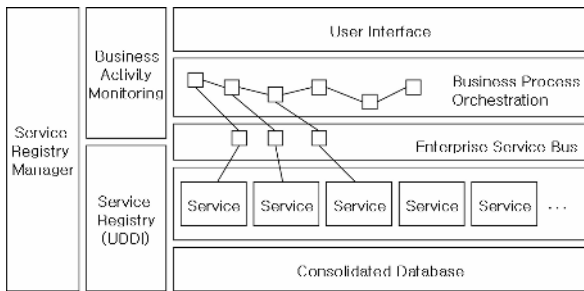 Service
Registry
Manager
Business
Activity
Monitoring
Service
Registry
(UDDI)
User Interface
Business Process
Orchestration
Enterprise Service Bus
Service Service Service Service Service ...
Consolidated Database